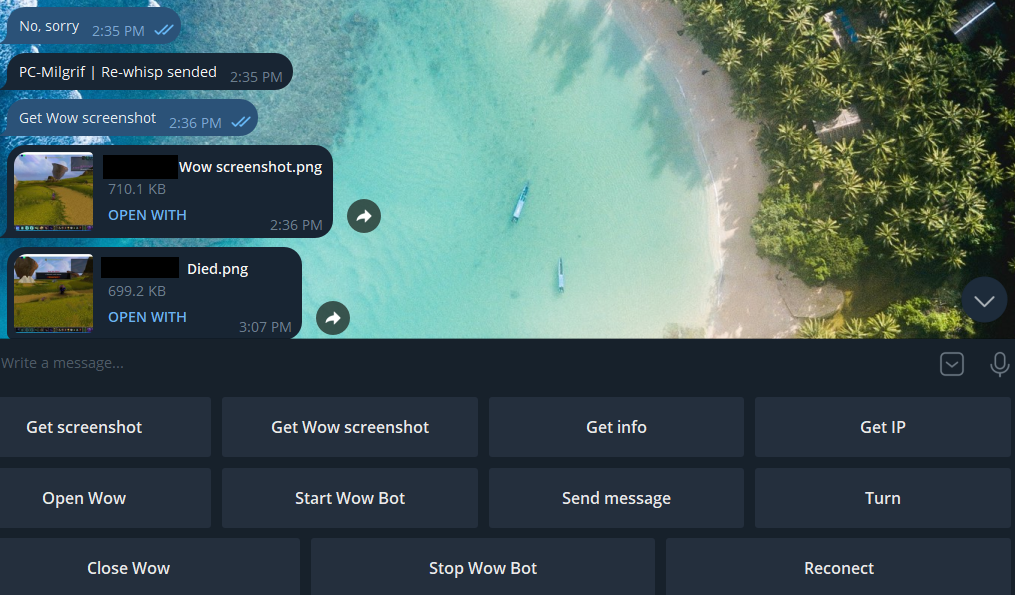 No, sorry 2:35 PM
PC-Milgrif | Re-whisp sended 2:35 PM
Get Wow screenshot 2:36 PM
Wow screenshot.png
710.1 KB
OPEN WITH 2:36 PM
Died.png
699.2 KB
OPEN WITH 3:07 PM
Write a message...
Get screenshot Get Wow screenshot Get info Get IP
Open Wow Start Wow Bot Send message Turn
Close Wow Stop Wow Bot Reconect